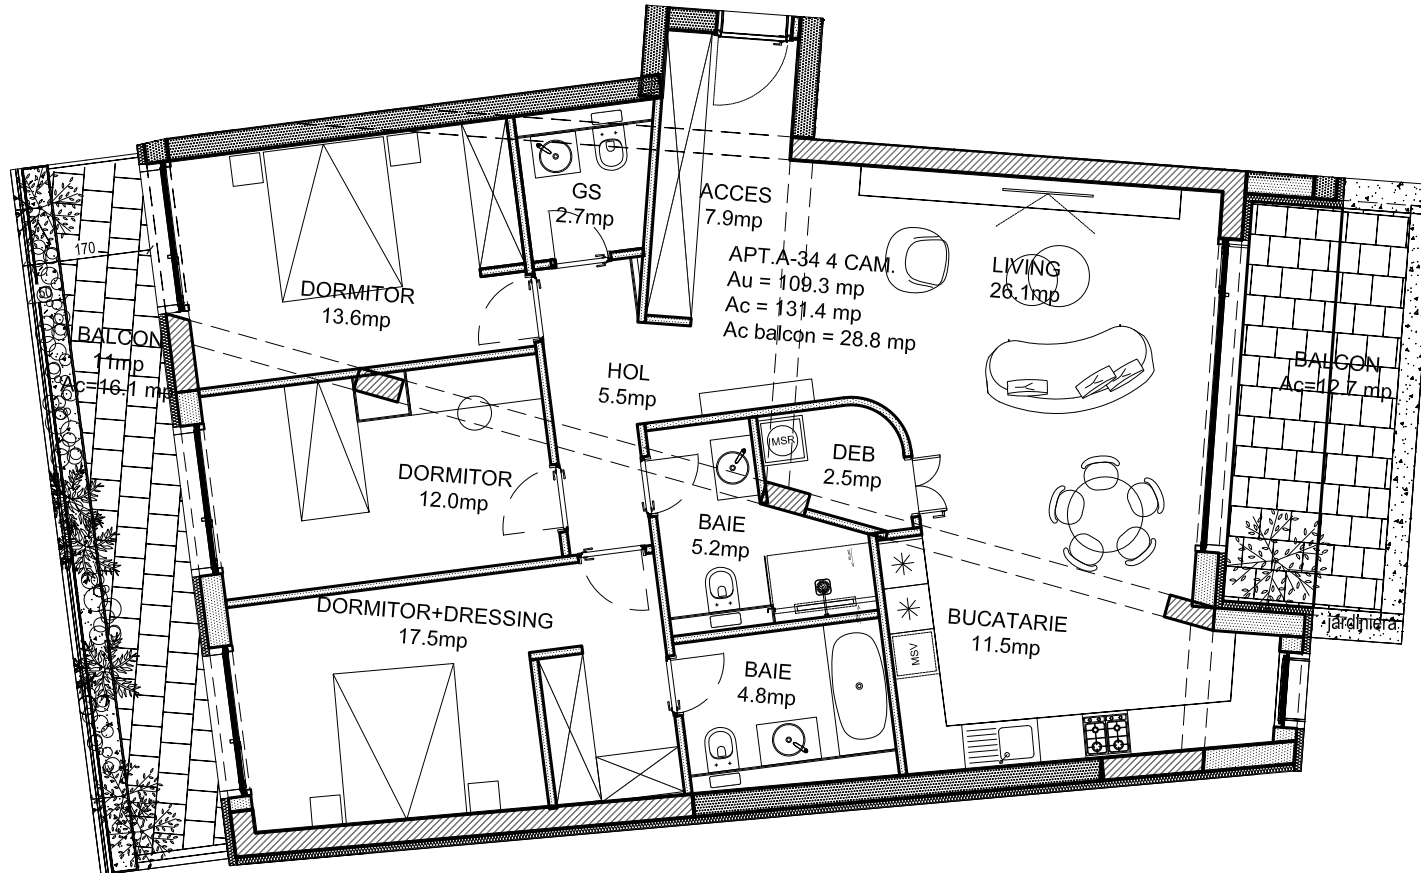 GS
2.7mp
ACCES
7.9mp
APT.A-34 4 CAM.
Au = 109.3 mp
Ac = 131.4 mp
Ac balcon = 28.8 mp
LIVING
26.1mp
170
DORMITOR
13.6mp
BALCON
11mp
Ac=16.1 mp
HOL
5.5mp
BALCON
Ac=12.7 mp
DORMITOR
12.0mp
MSR
DEB
2.5mp
BAIE
5.2mp
DORMITOR+DRESSING
17.5mp
BUCATARIE
11.5mp
jardiniera
MSV
BAIE
4.8mp